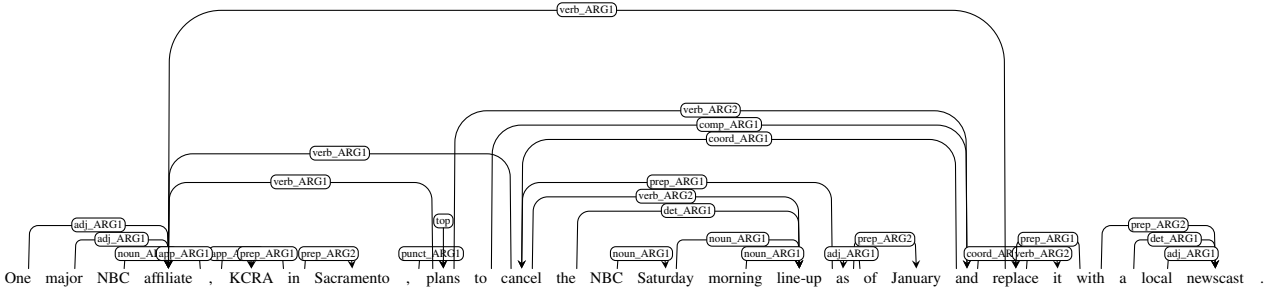 verb_ARG1
verb_ARG2
comp_ARG1
coord_ARG1
verb_ARG1
verb_ARG1 prep_ARG1
verb_ARG2
det_ARG1
adj_ARG1 top prep_ARG2
adj_ARG1 noun_ARG1 prep_ARG2 prep_ARG1 det_ARG1
app_ARG1 prep_ARG1 prep_ARG2 punct_ARG1 noun_ARG1 noun_ARG1 adj_ARG1 verb_ARG2 adj_ARG1
One major NBC affiliate , KCRA in Sacramento , plans to cancel the NBC Saturday morning line-up as of January and replace it with a local newscast .